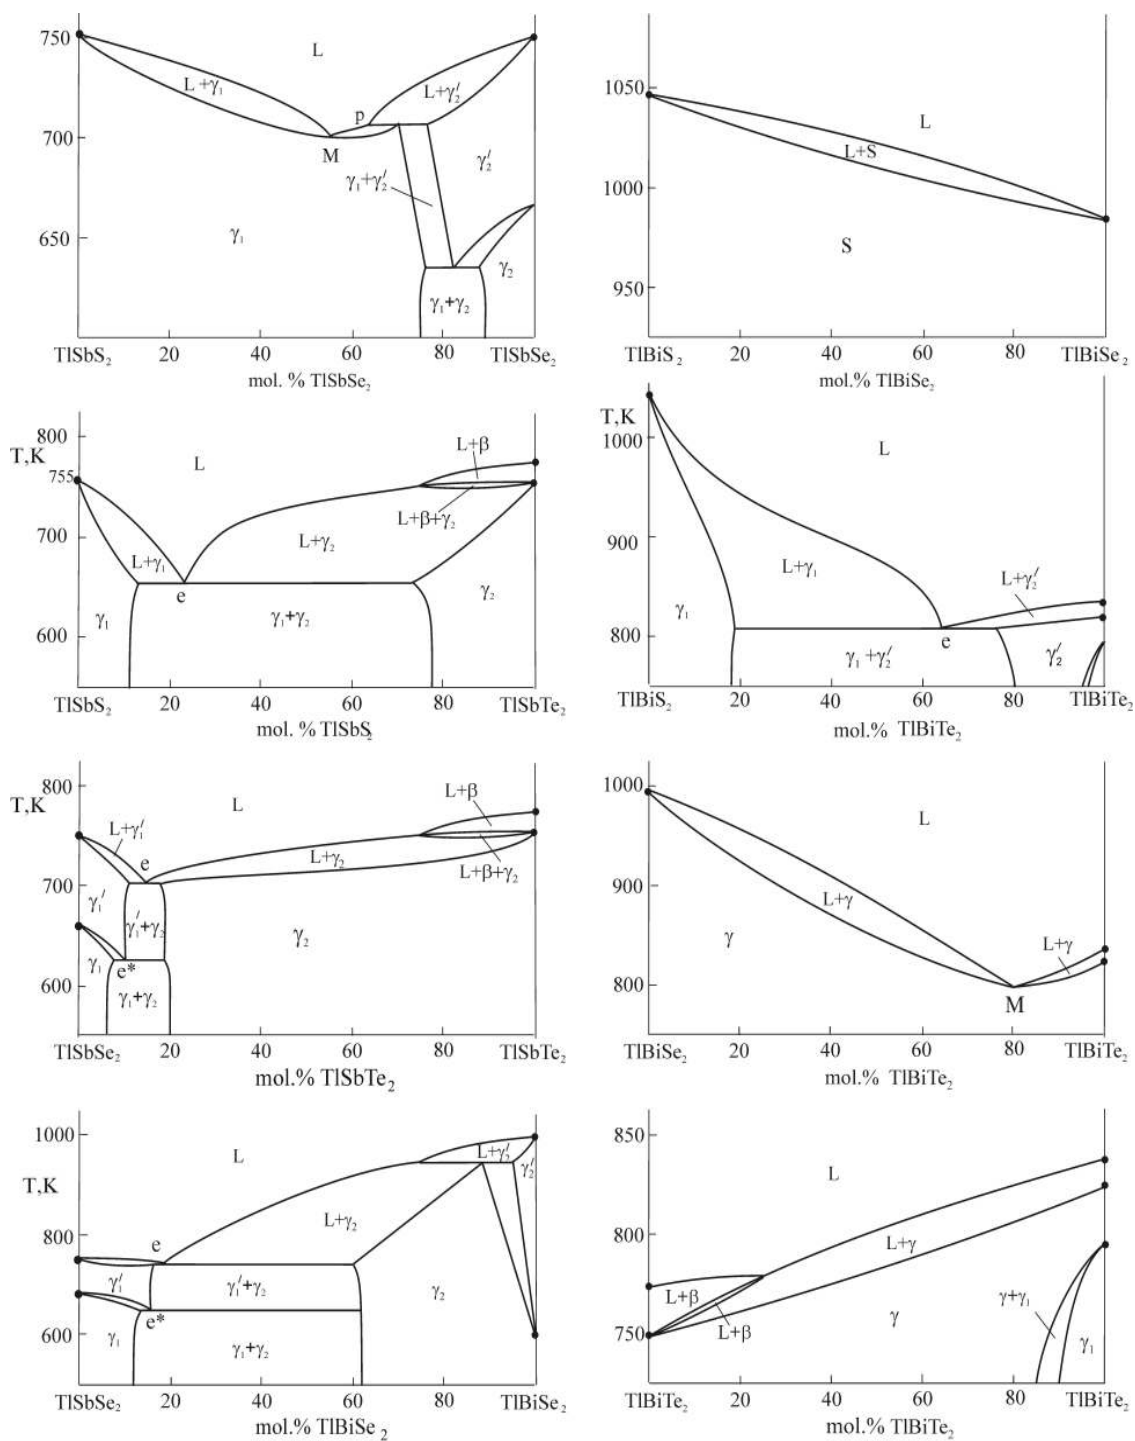 750
L
L+γ₁
L+γ₂′
p
700
M
γ₂′
γ₁+γ₂′
650
γ₁
γ₂
γ₁+γ₂
TlSbS₂ 20 40 60 80 TlSbSe₂
mol. % TlSbSe₂
1050
L
L+S
1000
S
950
TlBiS₂ 20 40 60 80 TlBiSe₂
mol.% TlBiSe₂
800
L+β
T,K
L
755
L+β+γ₂
700
L+γ₂
L+γ₁
e
γ₂
γ₁
γ₁+γ₂
600
TlSbS₂ 20 40 60 80 TlSbTe₂
mol. % TlSbS₂
T,K
1000
L
900
L+γ₁
L+γ₂′
γ₁
800
e
γ₁+γ₂′
γ₂′
TlBiS₂ 20 40 60 80 TlBiTe₂
mol.% TlBiTe₂
800
T,K
L
L+β
L+γ₁′
e
L+γ₂
L+β+γ₂
700
γ₁′
γ₁′+γ₂
γ₂
γ₁
e*
600
γ₁+γ₂
TlSbSe₂ 20 40 60 80 TlSbTe₂
mol.% TlSbTe₂
1000
L
900
L+γ
γ
L+γ
800
M
TlBiSe₂ 20 40 60 80 TlBiTe₂
mol.% TlBiTe₂
1000
L
L+γ₂′
γ₂′
T,K
L+γ₂
800
e
γ₁′
γ₁′+γ₂
γ₂
e*
600
γ₁
γ₁+γ₂
TlSbSe₂ 20 40 60 80 TlBiSe₂
mol.% TlBiSe₂
850
L
800
L+γ
L+β
γ+γ₁
750
L+β
γ
γ₁
TlBiTe₂ 20 40 60 80 TlBiTe₂
mol.% TlBiTe₂